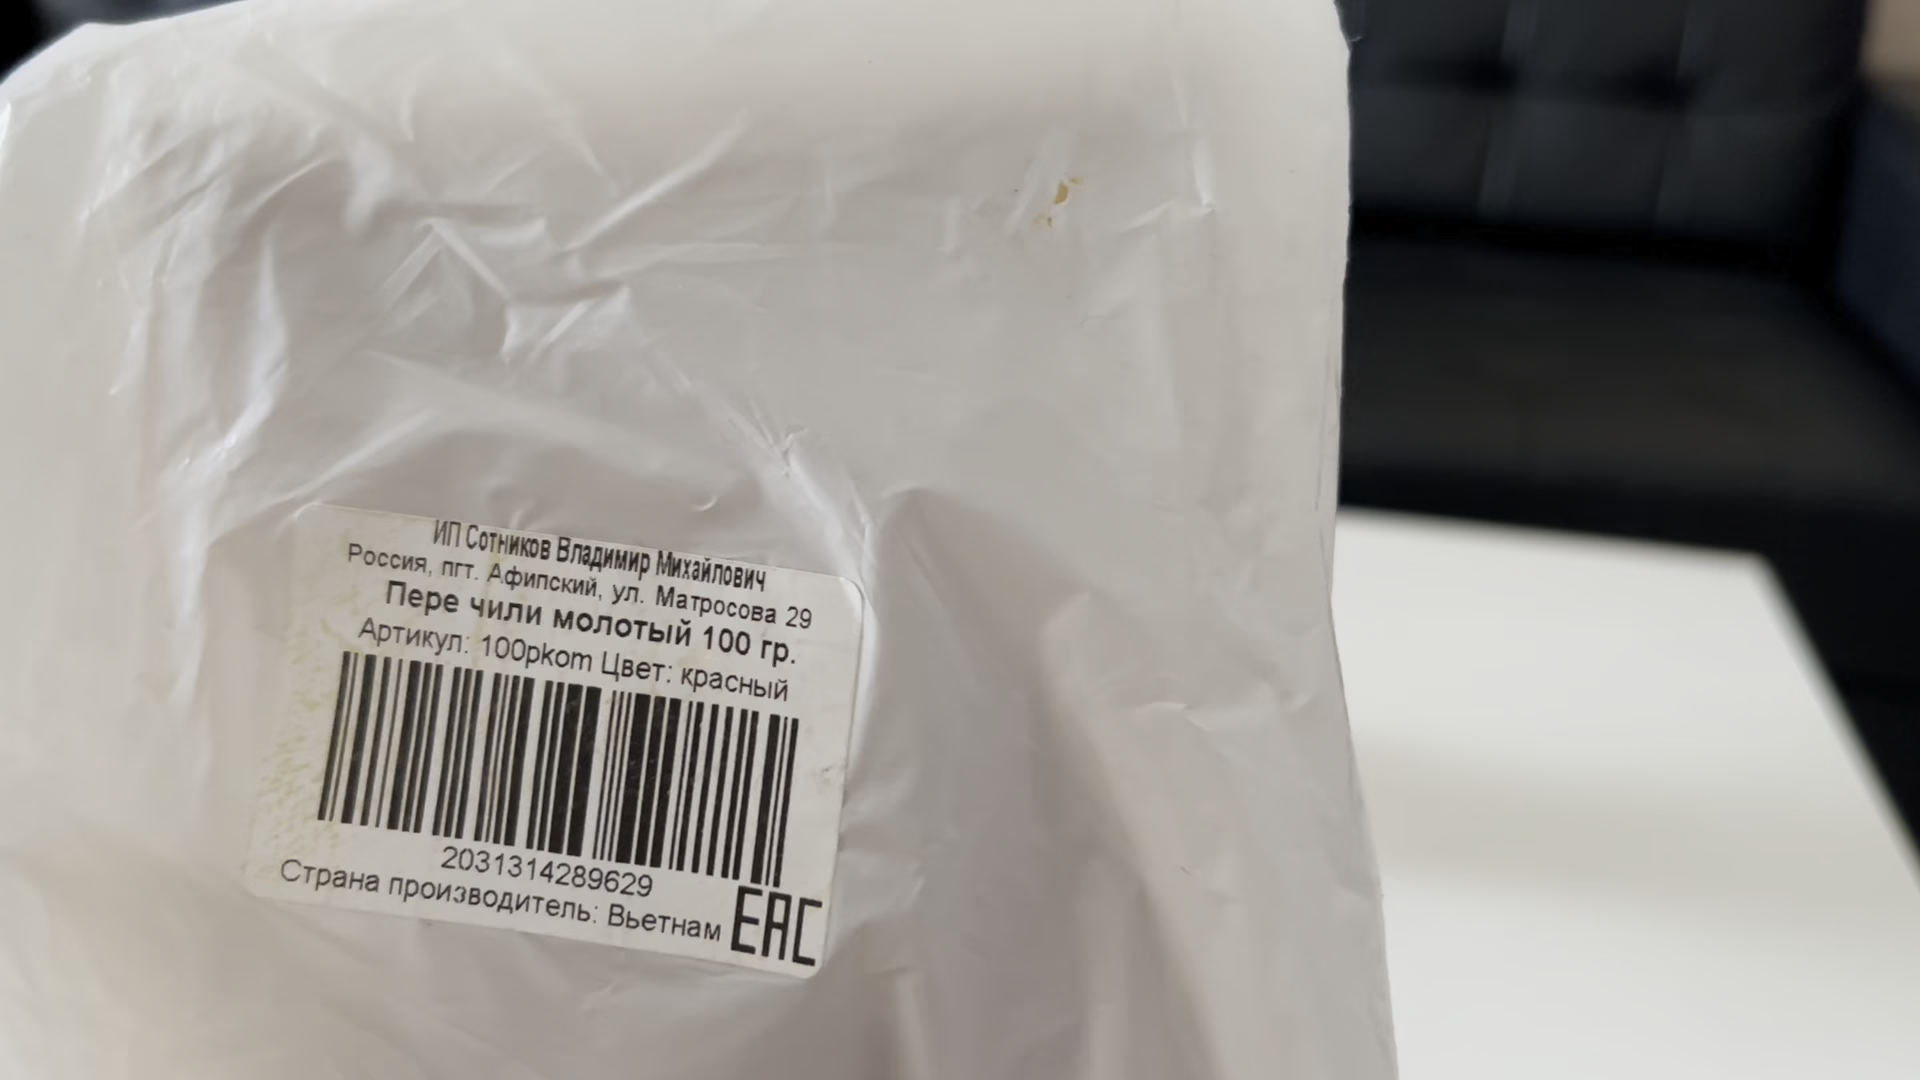 ИП Сотников Владимир Михайлович
Россия, пгт. Афипский, ул. Матросова 29
Пере чили молотый 100 гр.
Артикул: 100pkom Цвет: красный
2031314289629
Страна производитель: Вьетнам EAC